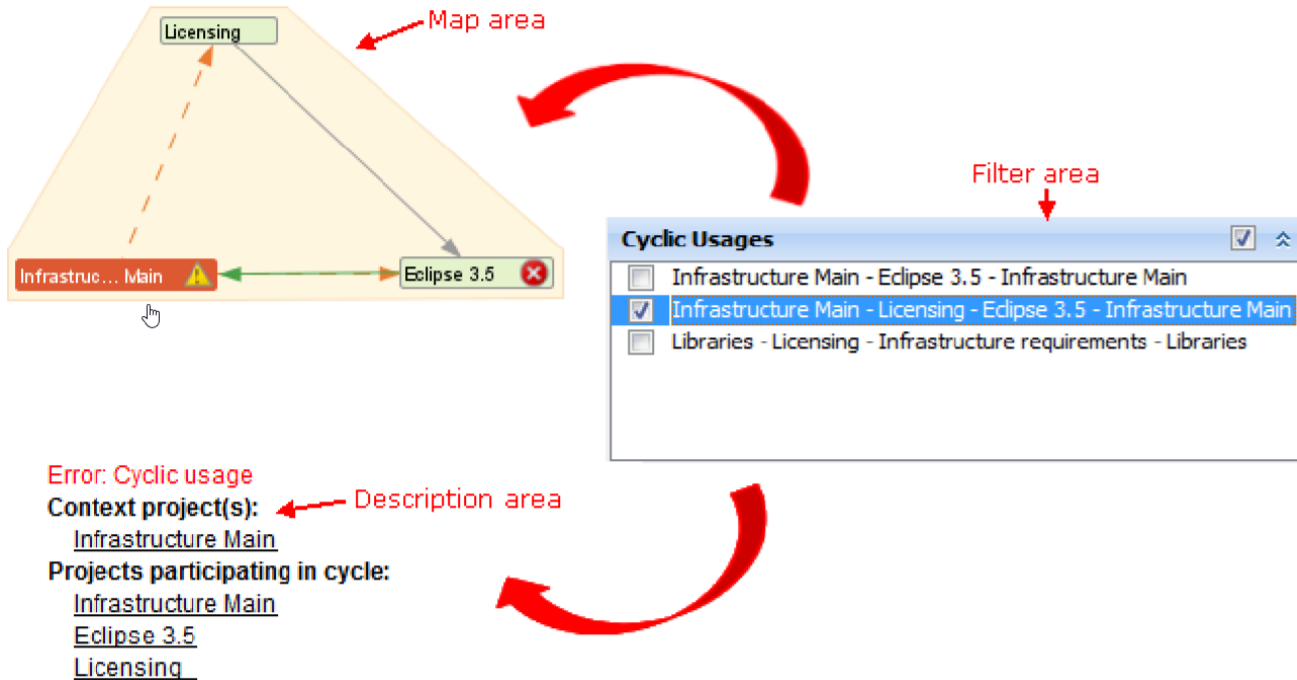 Map area
Licensing
Infrastruc... Main
Eclipse 3.5
Filter area
Cyclic Usages
Infrastructure Main - Eclipse 3.5 - Infrastructure Main
Infrastructure Main - Licensing - Eclipse 3.5 - Infrastructure Main
Libraries - Licensing - Infrastructure requirements - Libraries
Error: Cyclic usage
Context project(s):
Description area
Infrastructure Main
Projects participating in cycle:
Infrastructure Main
Eclipse 3.5
Licensing